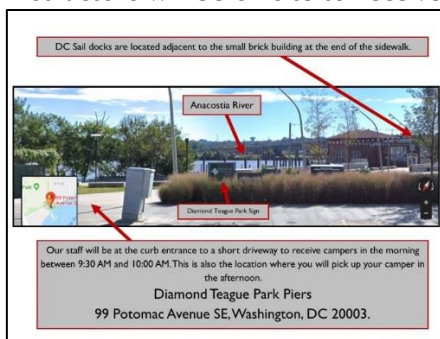 DC Sail docks are located adjacent to the small brick building at the end of the sidewalk.
Anacostia River
Diamond Teague Park Sign
Our staff will be at the curb entrance to a short driveway to receive
campers in the morning
between 9:30 AM and 10:00 AM. This is also the location where you will pick up your camper in
the afternoon.
Diamond Teague Park Piers
99 Potomac Avenue SE, Washington, DC 20003.